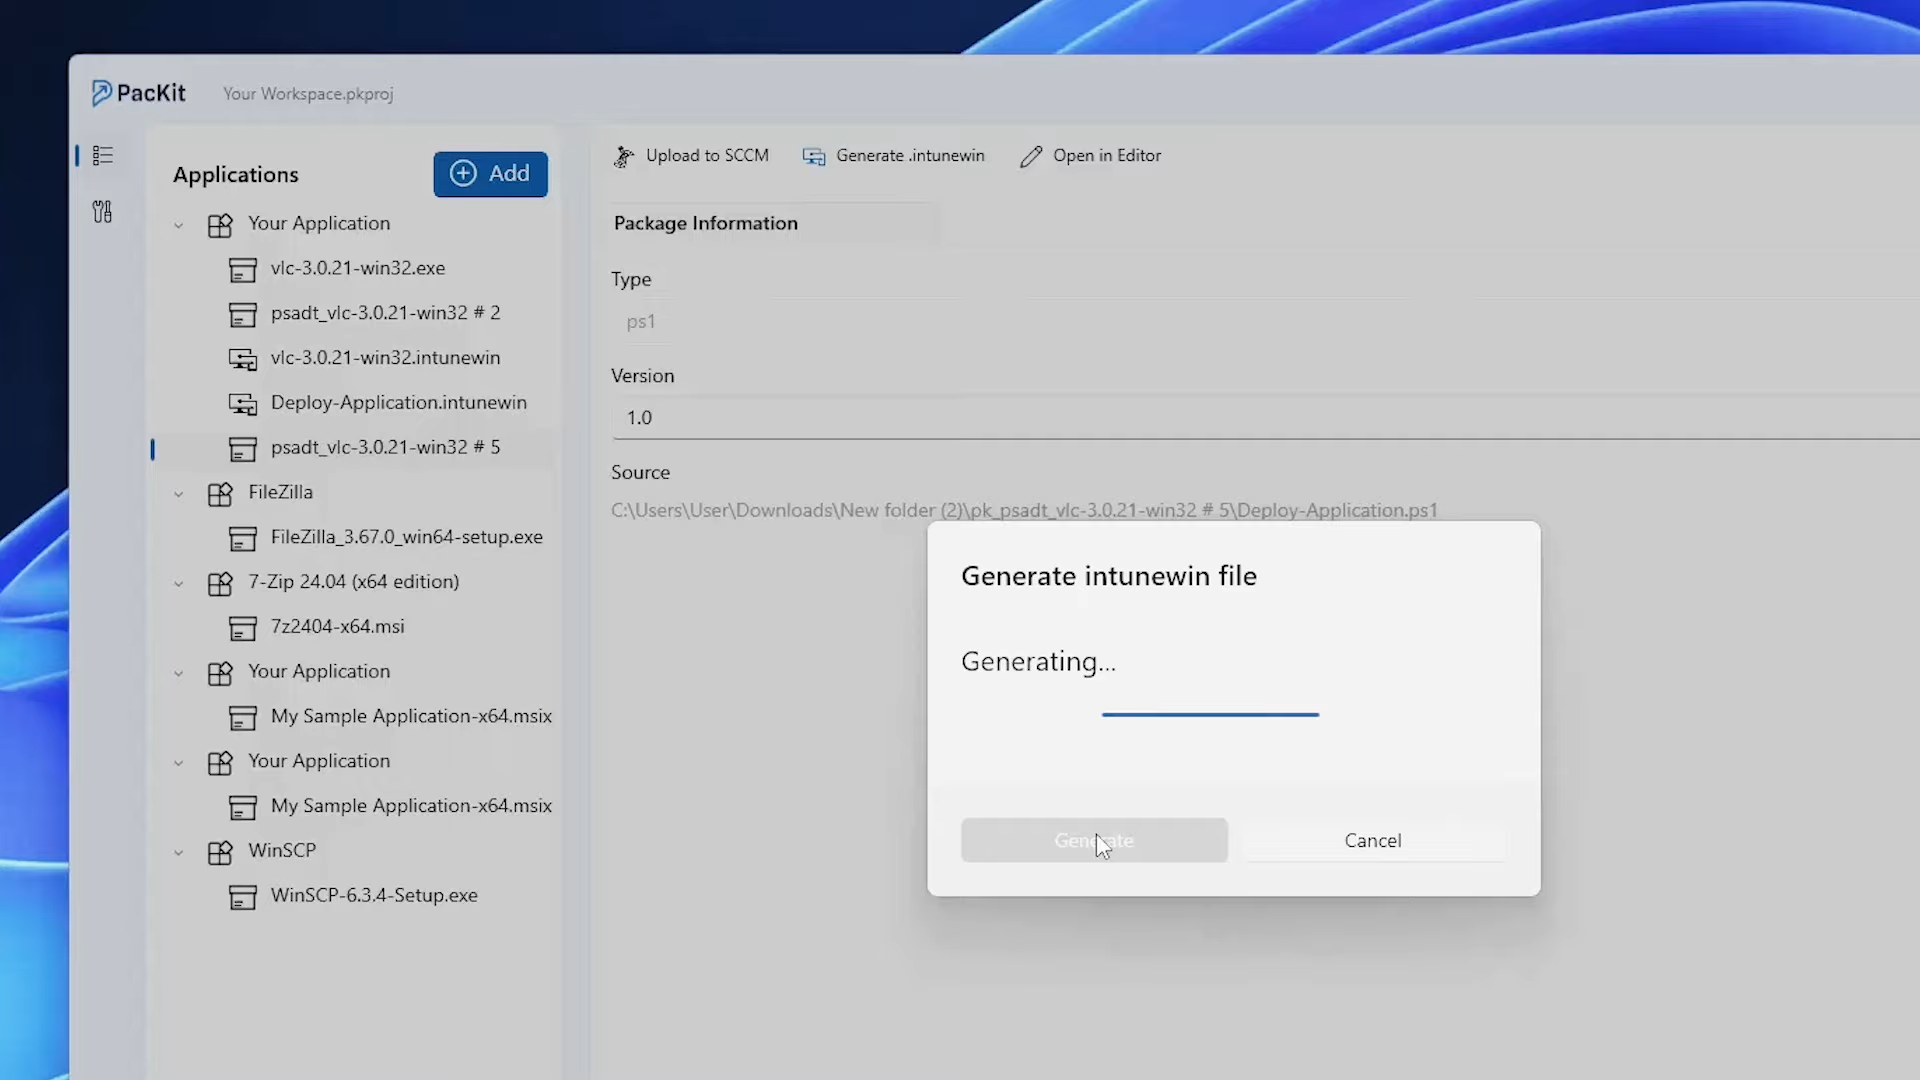 PacKit
Your Workspace.pkproj
Applications
Add
Your Application
vlc-3.0.21-win32.exe
psadt_vlc-3.0.21-win32 # 2
vlc-3.0.21-win32.intunewin
Deploy-Application.intunewin
psadt_vlc-3.0.21-win32 # 5
FileZilla
FileZilla_3.67.0_win64-setup.exe
7-Zip 24.04 (x64 edition)
7z2404-x64.msi
Your Application
My Sample Application-x64.msix
Your Application
My Sample Application-x64.msix
WinSCP
WinSCP-6.3.4-Setup.exe
Upload to SCCM
Generate .intunewin
Open in Editor
Package Information
Type
ps1
Version
1.0
Source
C:\Users\User\Downloads\New folder (2)\pk_psadt_vlc-3.0.21-win32 # 5\Deploy-Application.ps1
Generate intunewin file
Generating...
Generate
Cancel